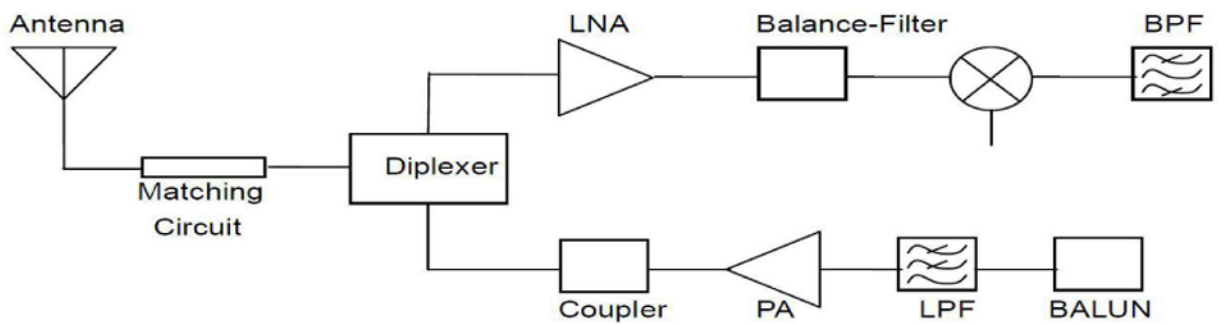 Antenna
LNA
Balance-Filter
BPF
Diplexer
Matching
Circuit
Coupler
PA
LPF
BALUN